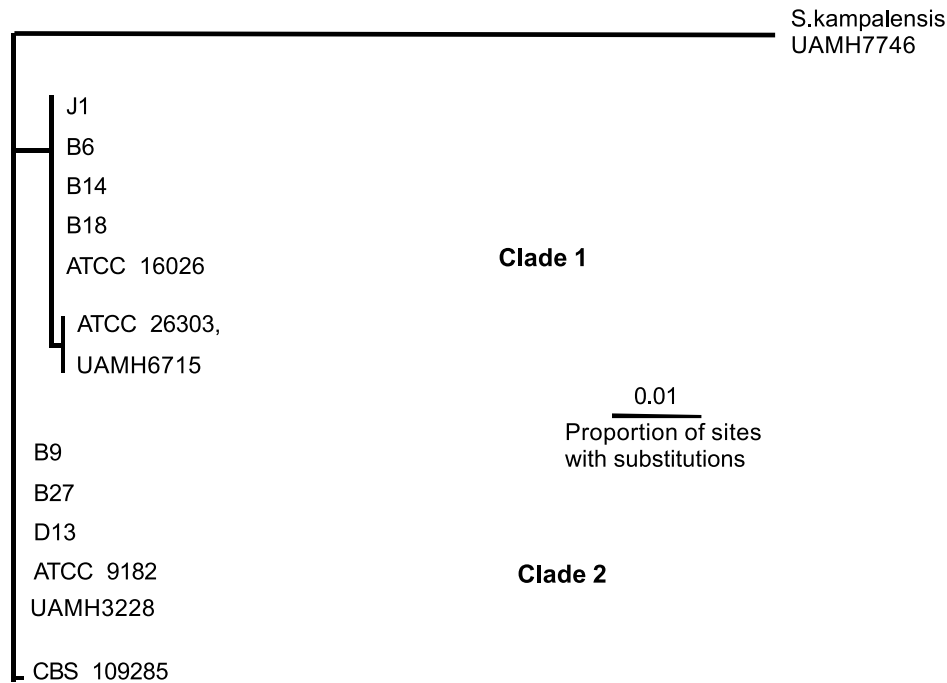 S.kampalensis
UAMH7746
J1
B6
B14
B18
ATCC 16026
Clade 1
ATCC 26303,
UAMH6715
0.01
Proportion of sites
with substitutions
B9
B27
D13
ATCC 9182
Clade 2
UAMH3228
CBS 109285